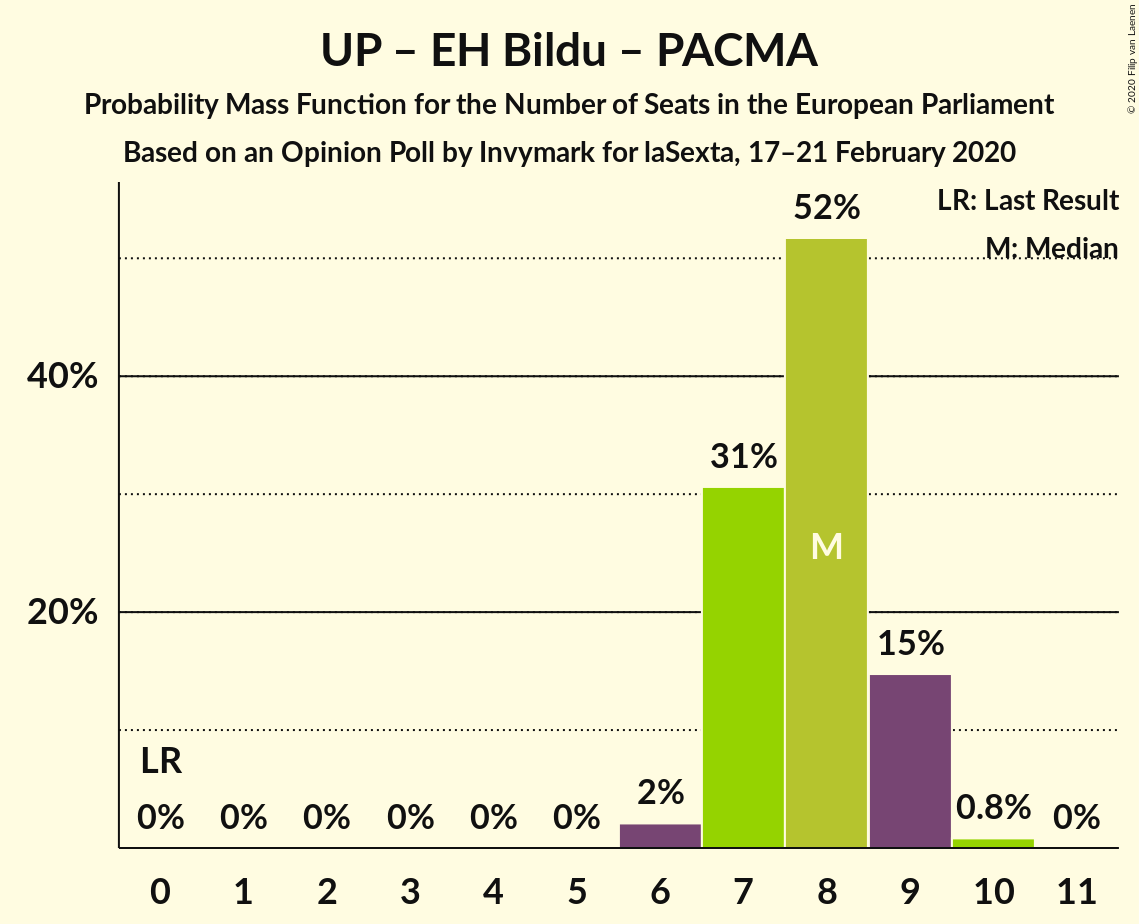 UP – EH Bildu – PACMA
Probability Mass Function for the Number of Seats in the European Parliament
Based on an Opinion Poll by Invymark for laSexta, 17–21 February 2020
© 2020 Filip van Laenen
LR: Last Result
M: Median
52%
40%
31%
M
20%
15%
LR
0% 0% 0% 0% 0% 0% 2% 0.8% 0%
0 1 2 3 4 5 6 7 8 9 10 11